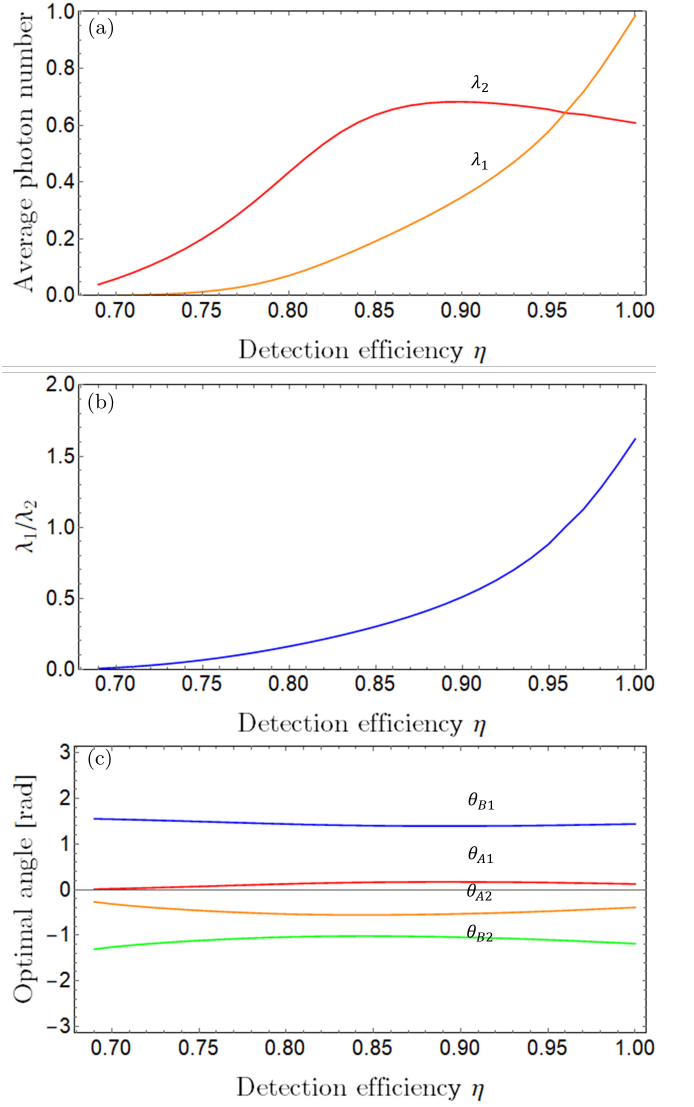 (a)
Average photon number
1.0
0.8
0.6
0.4
0.2
0.0
λ2
λ1
0.70 0.75 0.80 0.85 0.90 0.95 1.00
Detection efficiency η
(b)
λ1/λ2
2.0
1.5
1.0
0.5
0.0
0.70 0.75 0.80 0.85 0.90 0.95 1.00
Detection efficiency η
(c)
Optimal angle [rad]
3
2
1
0
−1
−2
−3
θB1
θA1
θA2
θB2
0.70 0.75 0.80 0.85 0.90 0.95 1.00
Detection efficiency η